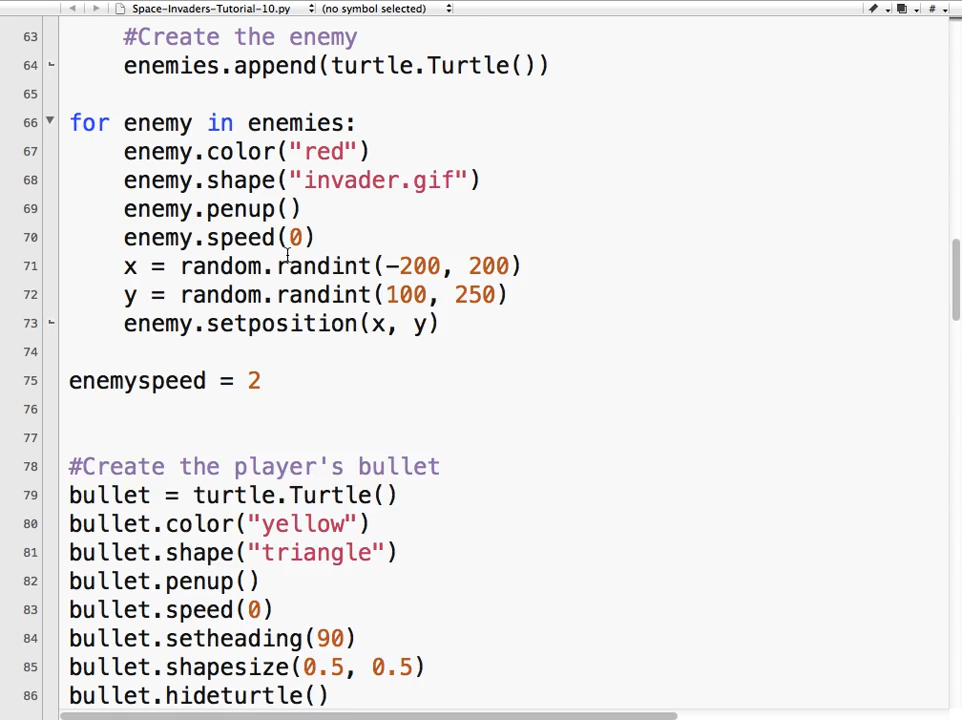 Space-Invaders-Tutorial-10.py (no symbol selected) #
63 #Create the enemy
64 enemies.append(turtle.Turtle())
65
66 for enemy in enemies:
67 enemy.color("red")
68 enemy.shape("invader.gif")
69 enemy.penup()
70 enemy.speed(0)
71 x = random.randint(-200, 200)
72 y = random.randint(100, 250)
73 enemy.setposition(x, y)
74
75 enemyspeed = 2
76
77
78 #Create the player's bullet
79 bullet = turtle.Turtle()
80 bullet.color("yellow")
81 bullet.shape("triangle")
82 bullet.penup()
83 bullet.speed(0)
84 bullet.setheading(90)
85 bullet.shapesize(0.5, 0.5)
86 bullet.hideturtle()